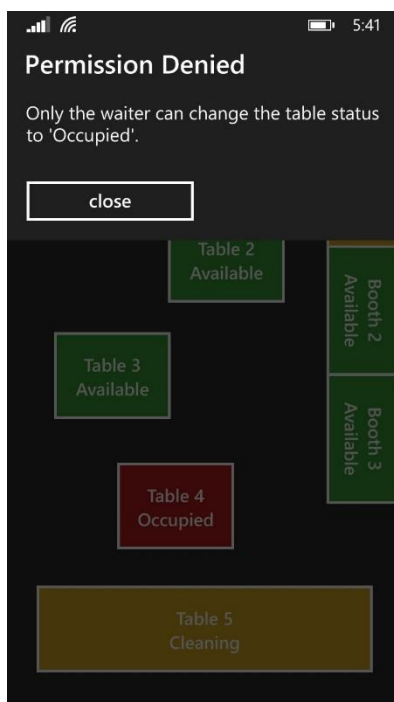 5:41
Permission Denied
Only the waiter can change the table status
to 'Occupied'.
close
Table 2
Available
Booth 2
Available
Table 3
Available
Booth 3
Available
Table 4
Occupied
Table 5
Cleaning